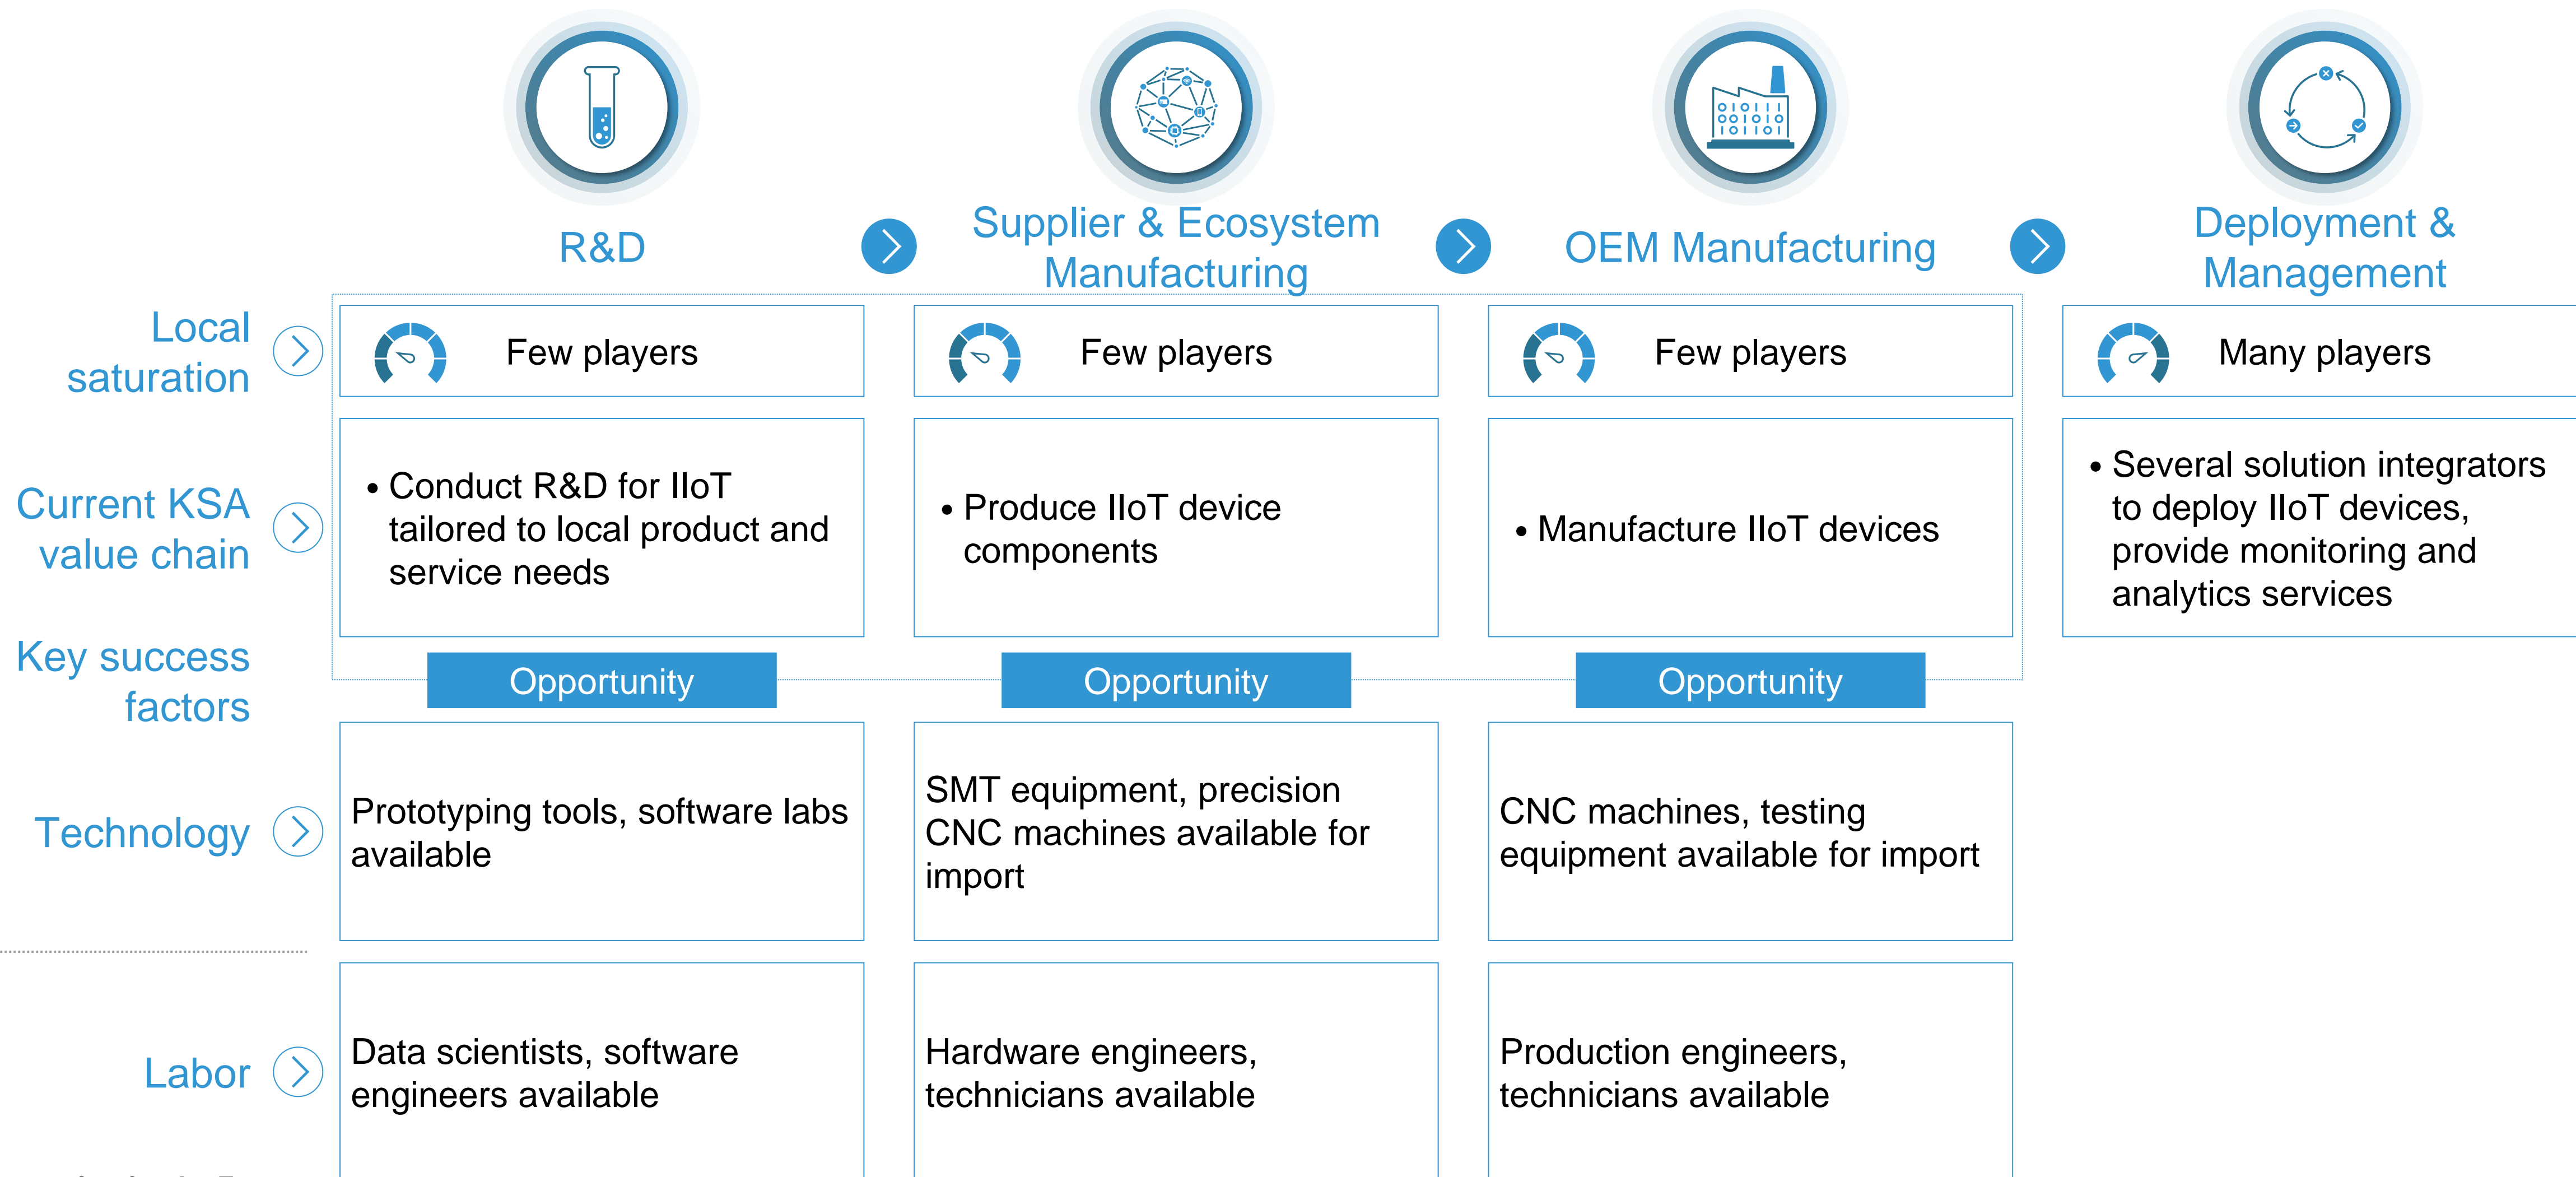 R&D
Supplier & Ecosystem
Manufacturing
OEM Manufacturing
Deployment &
Management
Local
saturation
Few players
Few players
Few players
Many players
Current KSA
value chain
• Conduct R&D for IIoT
tailored to local product and
service needs
• Produce IIoT device
components
• Manufacture IIoT devices
• Several solution integrators
to deploy IIoT devices,
provide monitoring and
analytics services
Key success
factors
Opportunity
Opportunity
Opportunity
Technology
Prototyping tools, software labs
available
SMT equipment, precision
CNC machines available for
import
CNC machines, testing
equipment available for import
Labor
Data scientists, software
engineers available
Hardware engineers,
technicians available
Production engineers,
technicians available